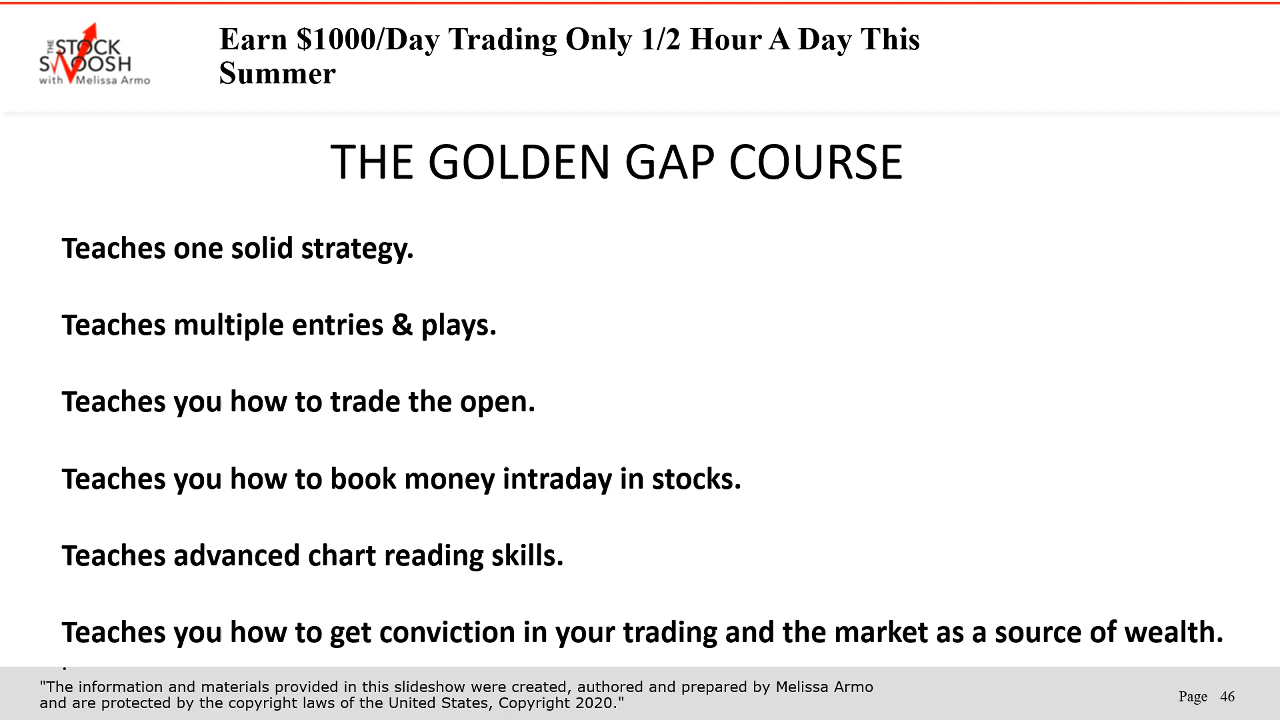 THE
STOCK
SWOOSH
with Melissa Armo
Earn $1000/Day Trading Only 1/2 Hour A Day This
Summer
THE GOLDEN GAP COURSE
Teaches one solid strategy.
Teaches multiple entries & plays.
Teaches you how to trade the open.
Teaches you how to book money intraday in stocks.
Teaches advanced chart reading skills.
Teaches you how to get conviction in your trading and the market as a source of wealth.
.
"The information and materials provided in this slideshow were created, authored and prepared by Melissa Armo
and are protected by the copyright laws of the United States, Copyright 2020."
Page 46